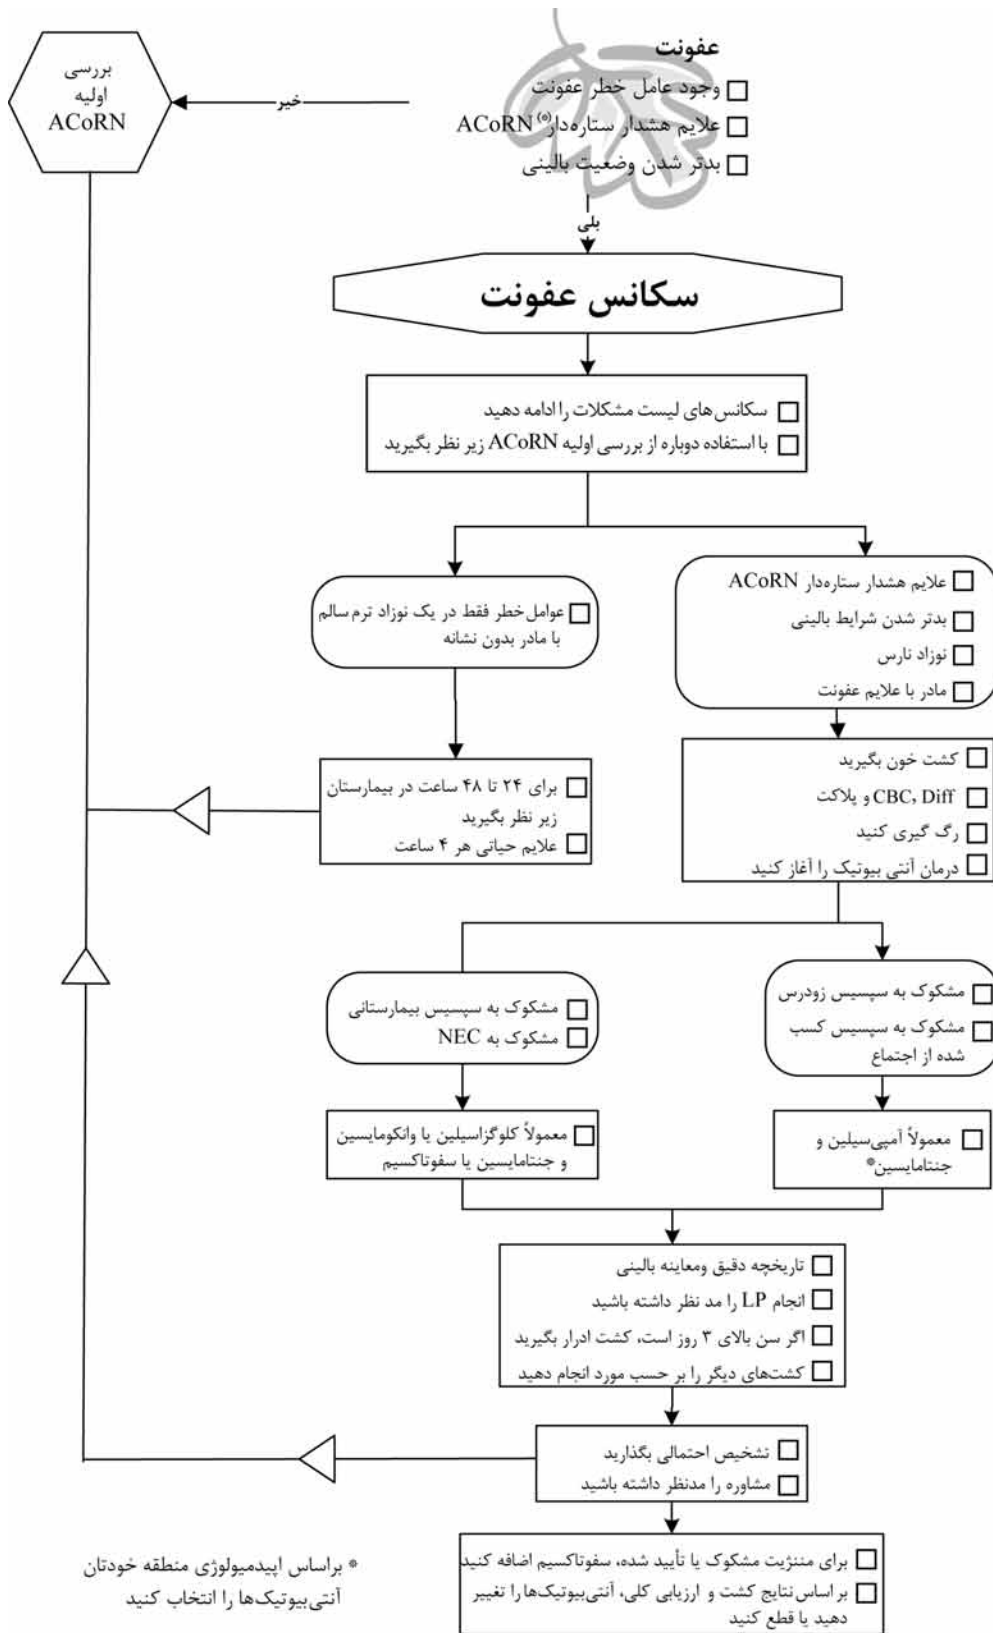 عفونت
وجود عامل خطر عفونت
علایم هشدار ستاره‌دار(*) ACoRN
بدتر شدن وضعیت بالینی
خیر
بررسی
اولیه
ACoRN
بلی
سکانس عفونت
سکانس‌های لیست مشکلات را ادامه دهید
با استفاده دوباره از بررسی اولیه ACoRN زیر نظر بگیرید
علایم هشدار ستاره‌دار ACoRN
بدتر شدن شرایط بالینی
نوزاد نارس
مادر با علایم عفونت
عوامل خطر فقط در یک نوزاد ترم سالم
با مادر بدون نشانه
کشت خون بگیرید
CBC, Diff و پلاکت
رگ گیری کنید
درمان آنتی بیوتیک را آغاز کنید
برای ۲۴ تا ۴۸ ساعت در بیمارستان
زیر نظر بگیرید
علایم حیاتی هر ۴ ساعت
مشکوک به سپسیس زودرس
مشکوک به سپسیس کسب
شده از اجتماع
مشکوک به سپسیس بیمارستانی
مشکوک به NEC
معمولاً آمپی‌سیلین و
جنتامایسین*
معمولاً کلوگزاسیلین یا وانکومایسین
و جنتامایسین یا سفوتاکسیم
تاریخچه دقیق ومعاینه بالینی
انجام LP را مد نظر داشته باشید
اگر سن بالای ۳ روز است، کشت ادرار بگیرید
کشت‌های دیگر را بر حسب مورد انجام دهید
تشخیص احتمالی بگذارید
مشاوره را مدنظر داشته باشید
برای مننژیت مشکوک یا تأیید شده، سفوتاکسیم اضافه کنید
بر اساس نتایج کشت و ارزیابی کلی، آنتی‌بیوتیک‌ها را تغییر
دهید یا قطع کنید
* براساس اپیدمیولوژی منطقه خودتان
آنتی‌بیوتیک‌ها را انتخاب کنید